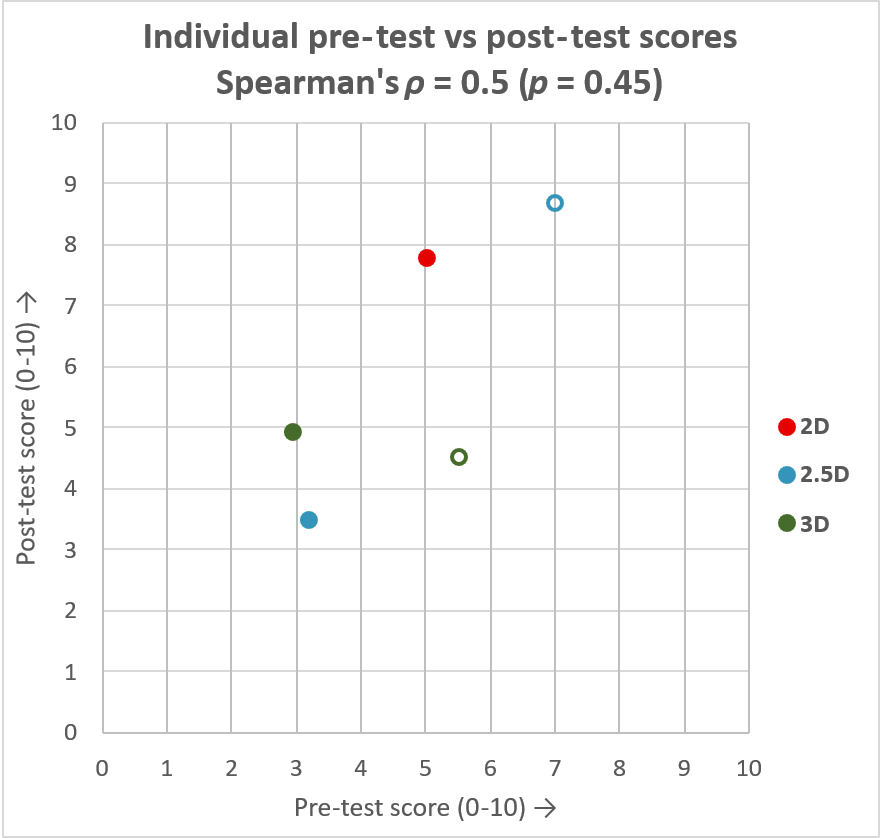 Individual pre-test vs post-test scores
Spearman's ρ = 0.5 (p = 0.45)
10
9
8
7
6
5
4
3
2
1
0
Post-test score (0-10) →
0 1 2 3 4 5 6 7 8 9 10
Pre-test score (0-10) →
2D
2.5D
3D